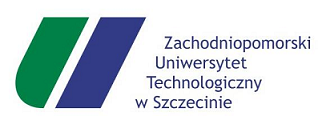 Zachodniopomorski
Uniwersytet
Technologiczny
w Szczecinie